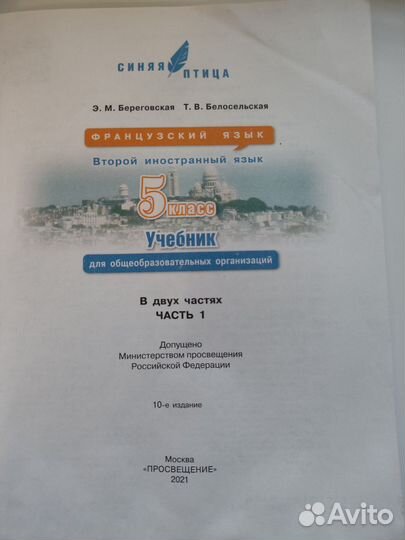 СИНЯЯ ПТИЦА
Э. М. Береговская Т. В. Белосельская
ФРАНЦУЗСКИЙ ЯЗЫК
Второй иностранный язык
5 класс
Учебник
для общеобразовательных организаций
В двух частях
ЧАСТЬ 1
Допущено
Министерством просвещения
Российской Федерации
10-е издание
Москва
«ПРОСВЕЩЕНИЕ»
2021
Avito